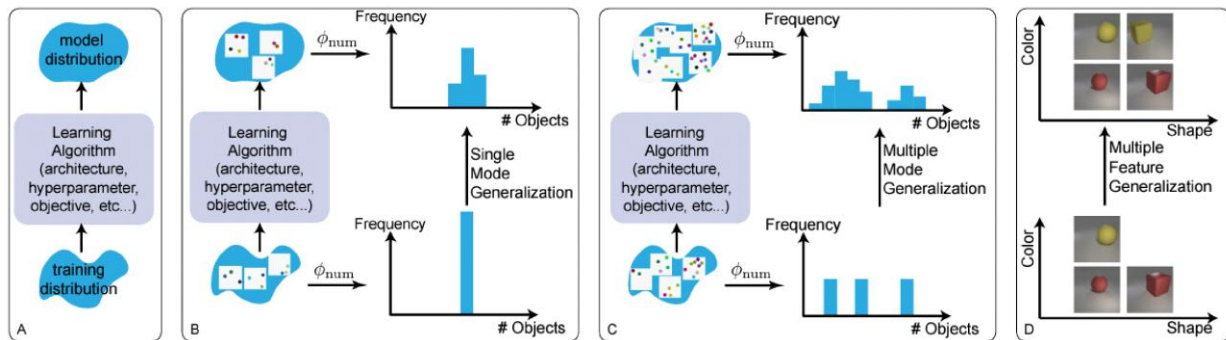 model
distribution
Learning
Algorithm
(architecture,
hyperparameter,
objective, etc...)
training
distribution
A
Frequency
ϕnum
# Objects
Learning
Algorithm
(architecture,
hyperparameter,
objective, etc...)
Single
Mode
Generalization
Frequency
ϕnum
# Objects
B
Frequency
ϕnum
# Objects
Learning
Algorithm
(architecture,
hyperparameter,
objective, etc...)
Multiple
Mode
Generalization
Frequency
ϕnum
# Objects
C
Color
Shape
Multiple
Feature
Generalization
Color
Shape
D